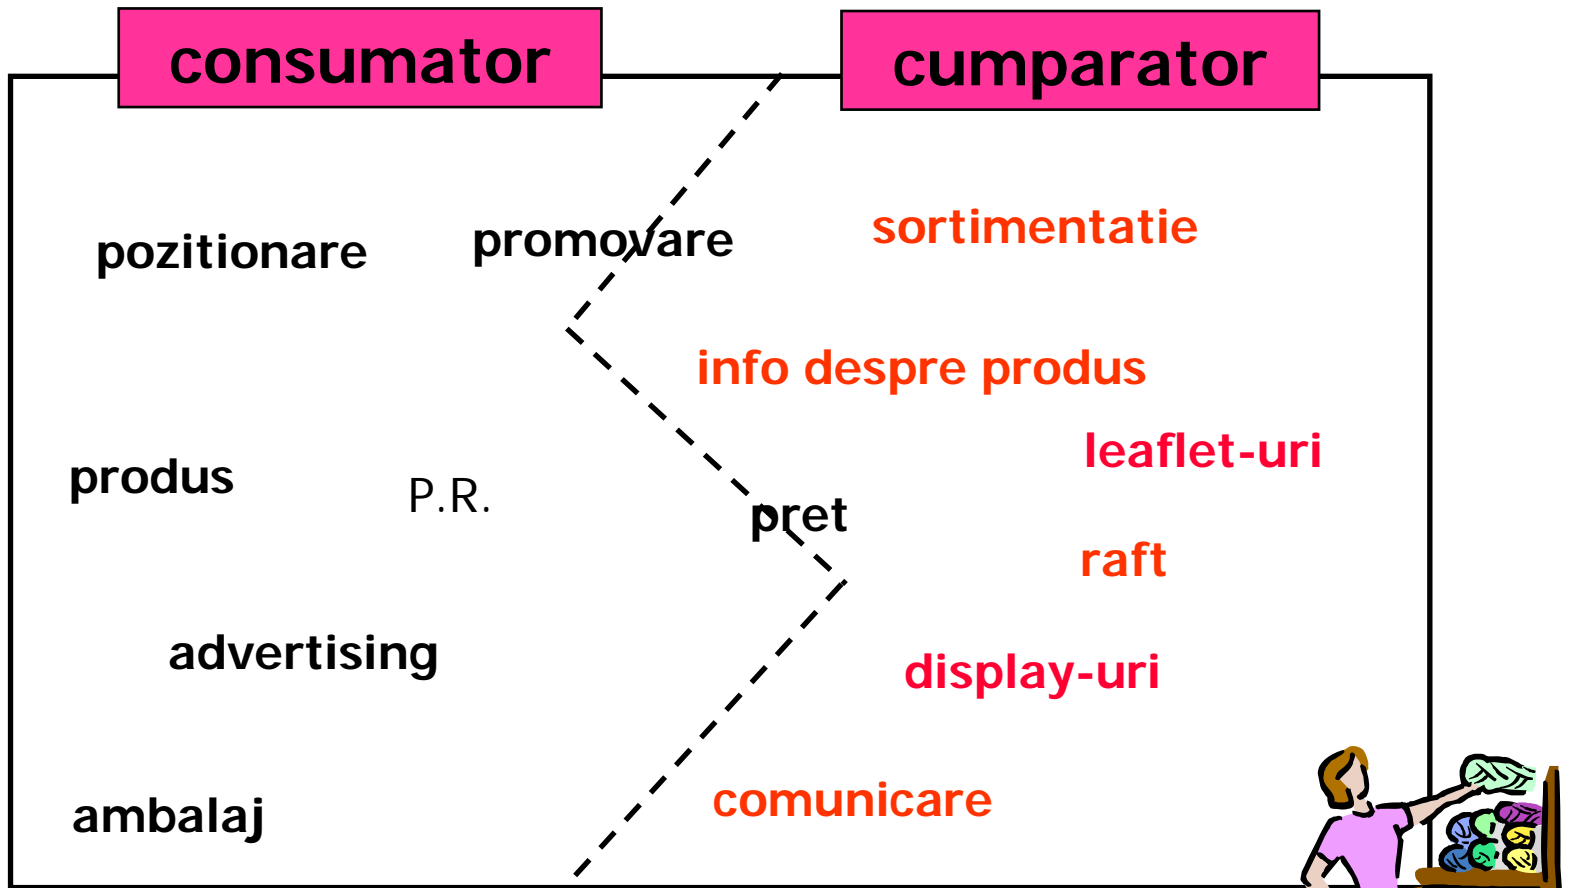 consumator
cumparator
pozitionare
promovare
sortimentatie
info despre produs
leaflet-uri
produs
P.R.
pret
raft
advertising
display-uri
ambalaj
comunicare